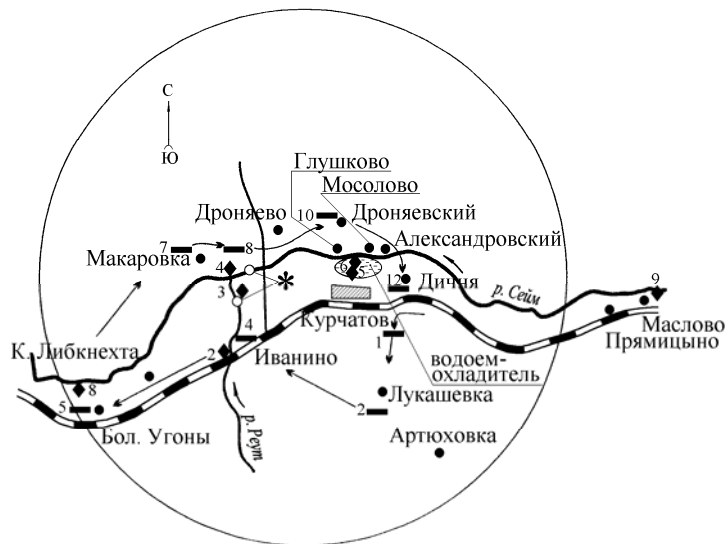 С
Ю
Глушково
Мосолово
10
Дроняево
Дроняевский
Александровский
7
8
Макаровка
4
6
5
12
Дичня
3
р. Сейм
9
Курчатов
Маслово
Прямицыно
4
1
К. Либкнехта
2
Иванино
водоем-
охладитель
8
Лукашевка
5
2
Бол. Угоны
р. Реут
Артюховка